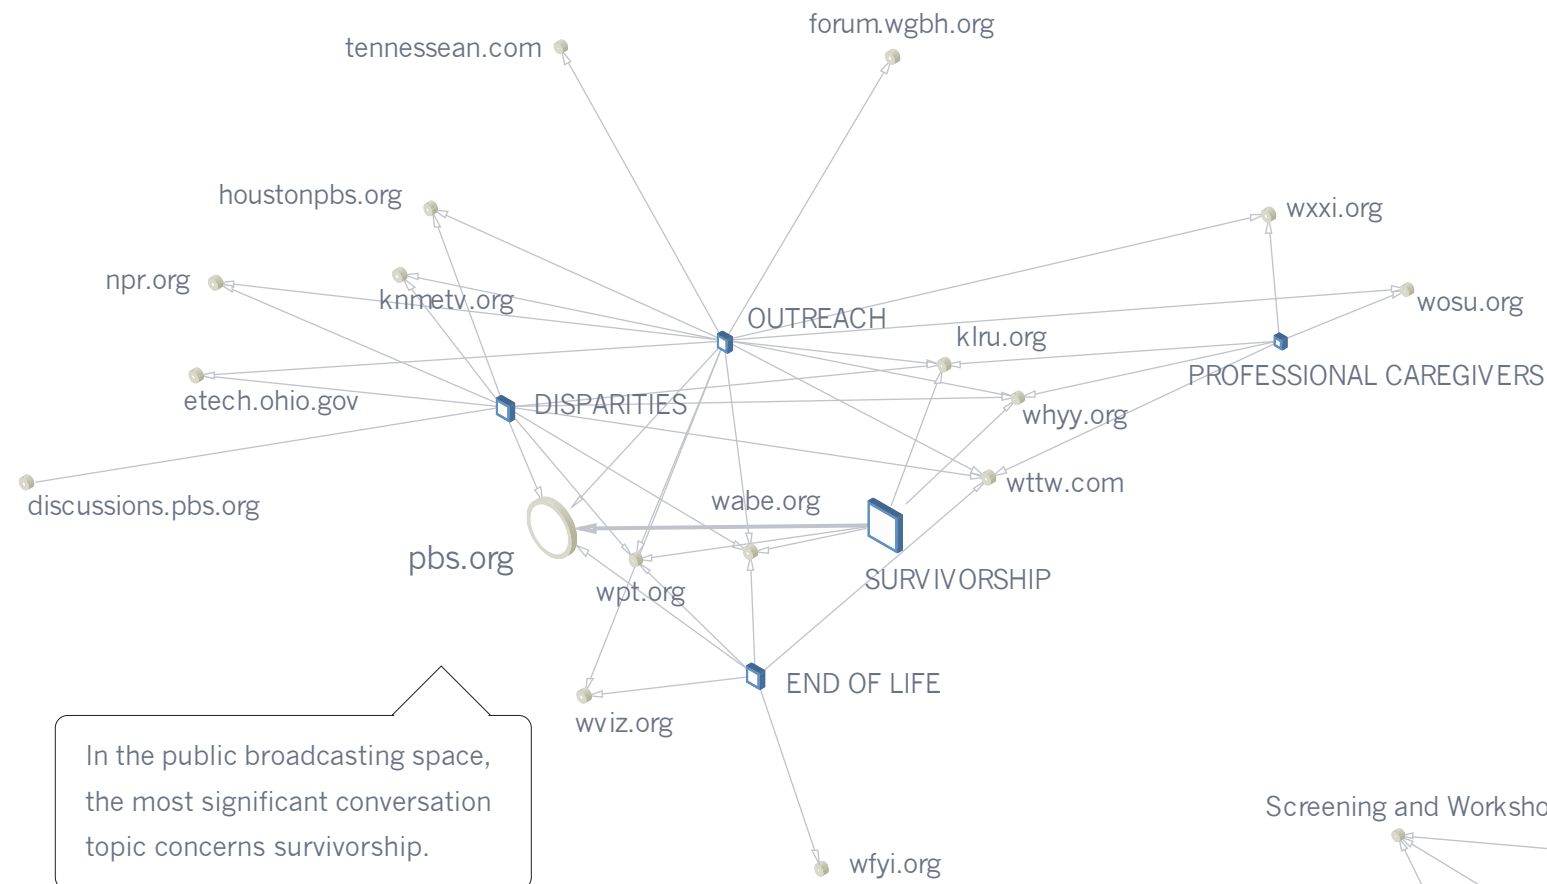 forum.wgbh.org
tennessean.com
houstonpbs.org
wxxi.org
npr.org
knmetv.org
wosu.org
OUTREACH
klru.org
PROFESSIONAL CAREGIVERS
etech.ohio.gov
DISPARITIES
whyy.org
wttw.com
discussions.pbs.org
wabe.org
pbs.org
SURVIVORSHIP
wpt.org
END OF LIFE
wviz.org
In the public broadcasting space,
the most significant conversation
topic concerns survivorship.
Screening and Worksho
wfyi.org